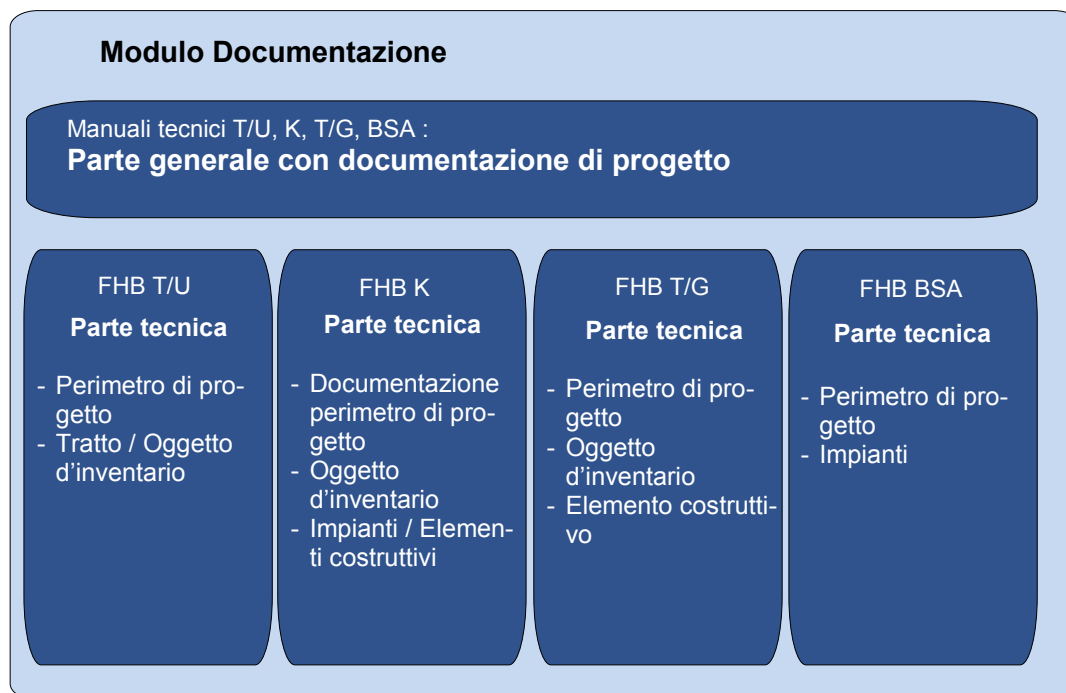 Modulo Documentazione
Manuali tecnici T/U, K, T/G, BSA :
Parte generale con documentazione di progetto
FHB T/U
Parte tecnica
- Perimetro di pro-
getto
- Tratto / Oggetto
d'inventario
FHB K
Parte tecnica
- Documentazione
perimetro di pro-
getto
- Oggetto
d'inventario
- Impianti / Elemen-
ti costruttivi
FHB T/G
Parte tecnica
- Perimetro di pro-
getto
- Oggetto
d'inventario
- Elemento costrutti-
vo
FHB BSA
Parte tecnica
- Perimetro di pro-
getto
- Impianti